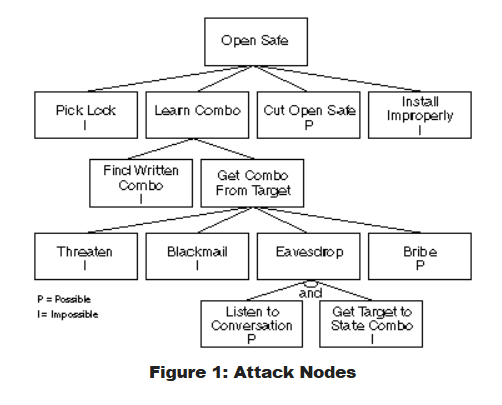 Open Safe
Pick Lock
I
Learn Combo
Cut Open Safe
P
Install
Improperly
I
Find Written
Combo
I
Get Combo
From Target
Threaten
I
Blackmail
I
Eavesdrop
Bribe
P
P = Possible
I = Impossible
and
Listen to
Conversation
P
Get Target to
State Combo
I
Figure 1: Attack Nodes